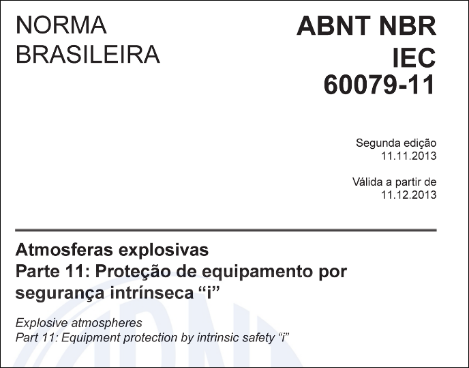 NORMA
BRASILEIRA
ABNT NBR
IEC
60079-11
Segunda edição
11.11.2013
Válida a partir de
11.12.2013
Atmosferas explosivas
Parte 11: Proteção de equipamento por
segurança intrínseca “i”
Explosive atmospheres
Part 11: Equipment protection by intrinsic safety “i”